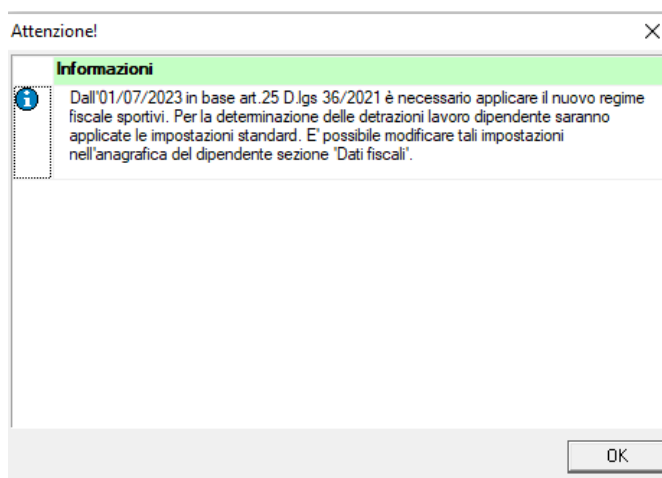 Attenzione!
Informazioni
Dall'01/07/2023 in base art.25 D.lgs 36/2021 è necessario applicare il nuovo regime
fiscale sportivi. Per la determinazione delle detrazioni lavoro dipendente saranno
applicate le impostazioni standard. E' possibile modificare tali impostazioni
nell'anagrafica del dipendente sezione 'Dati fiscali'.
OK